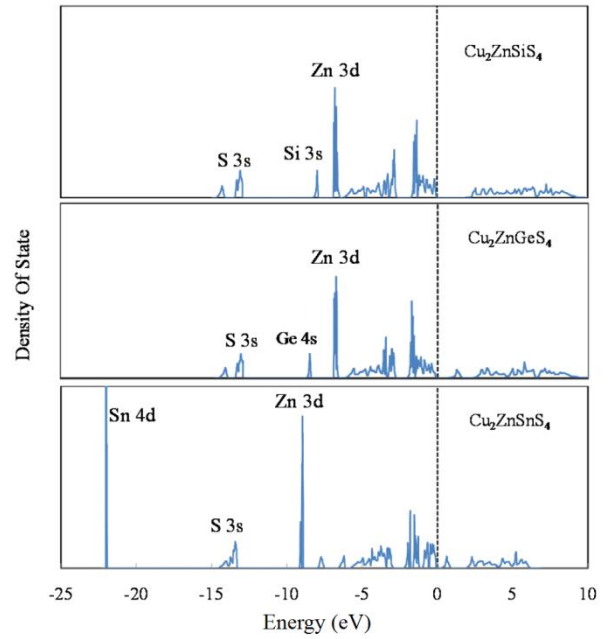 Cu₂ZnSiS₄
Zn 3d
S 3s
Si 3s
Cu₂ZnGeS₄
Zn 3d
S 3s
Ge 4s
Cu₂ZnSnS₄
Sn 4d
Zn 3d
S 3s
Density Of State
-25 -20 -15 -10 -5 0 5 10
Energy (eV)